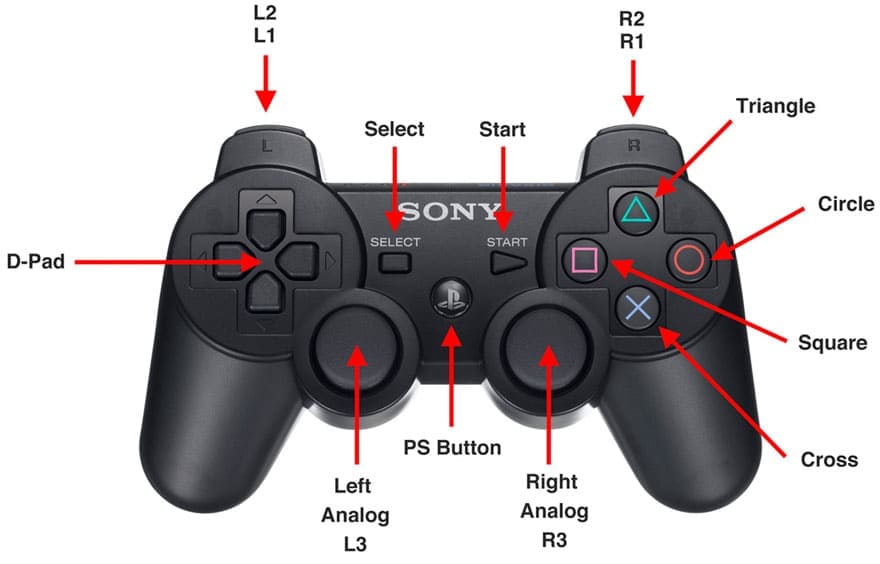 L2
L1
R2
R1
Triangle
Select
Start
L
R
Circle
SONY
SELECT
START
D-Pad
Square
PS Button
Cross
Left
Analog
L3
Right
Analog
R3